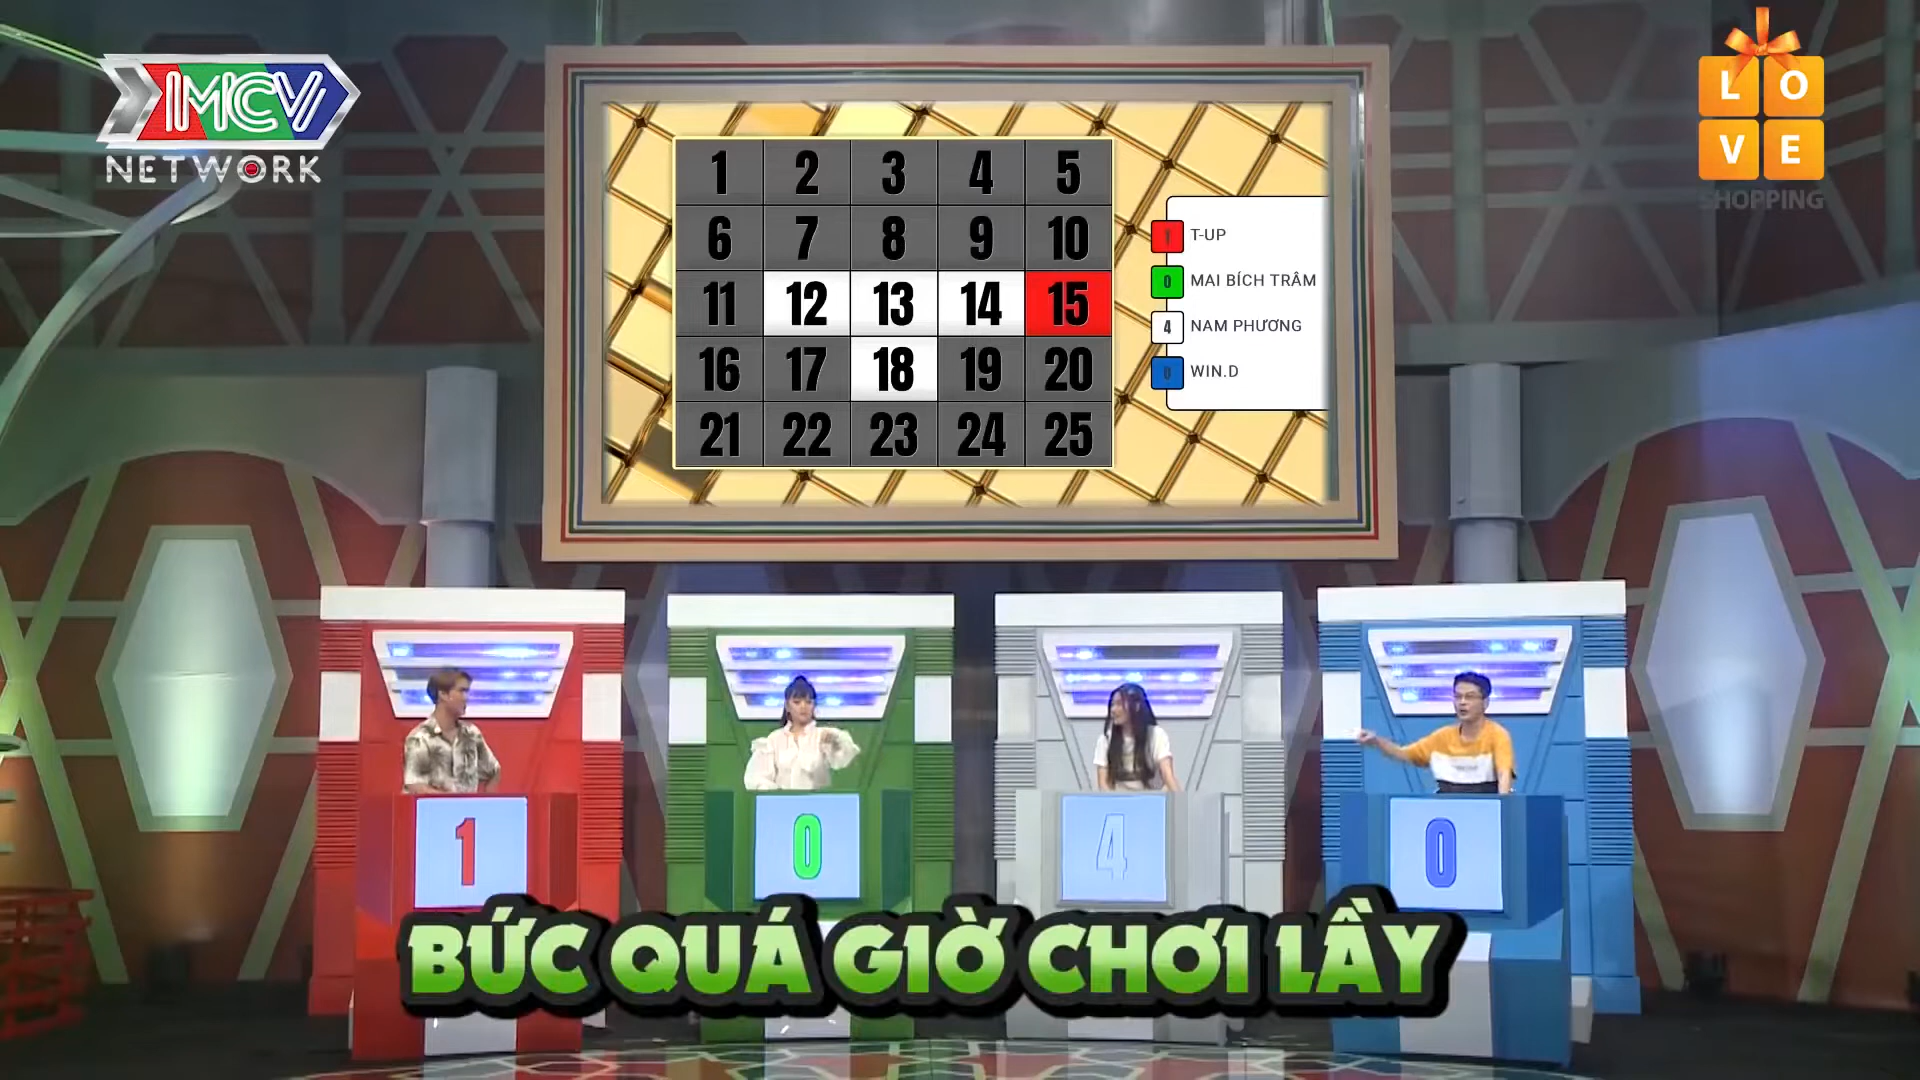 MCV
NETWORK
L O
V E
SHOPPING
1 2 3 4 5
6 7 8 9 10
11 12 13 14 15
16 17 18 19 20
21 22 23 24 25
1 T-UP
0 MAI BÍCH TRÂM
4 NAM PHƯƠNG
0 WIN.D
1 0 4 0
BỨC QUÁ GIỜ CHƠI LẦY